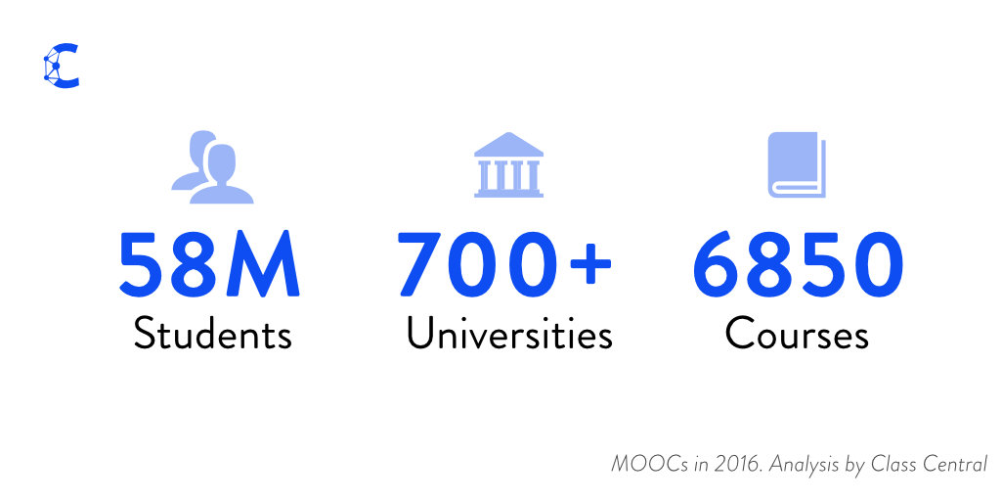 58M
Students
700+
Universities
6850
Courses
MOOCs in 2016. Analysis by Class Central